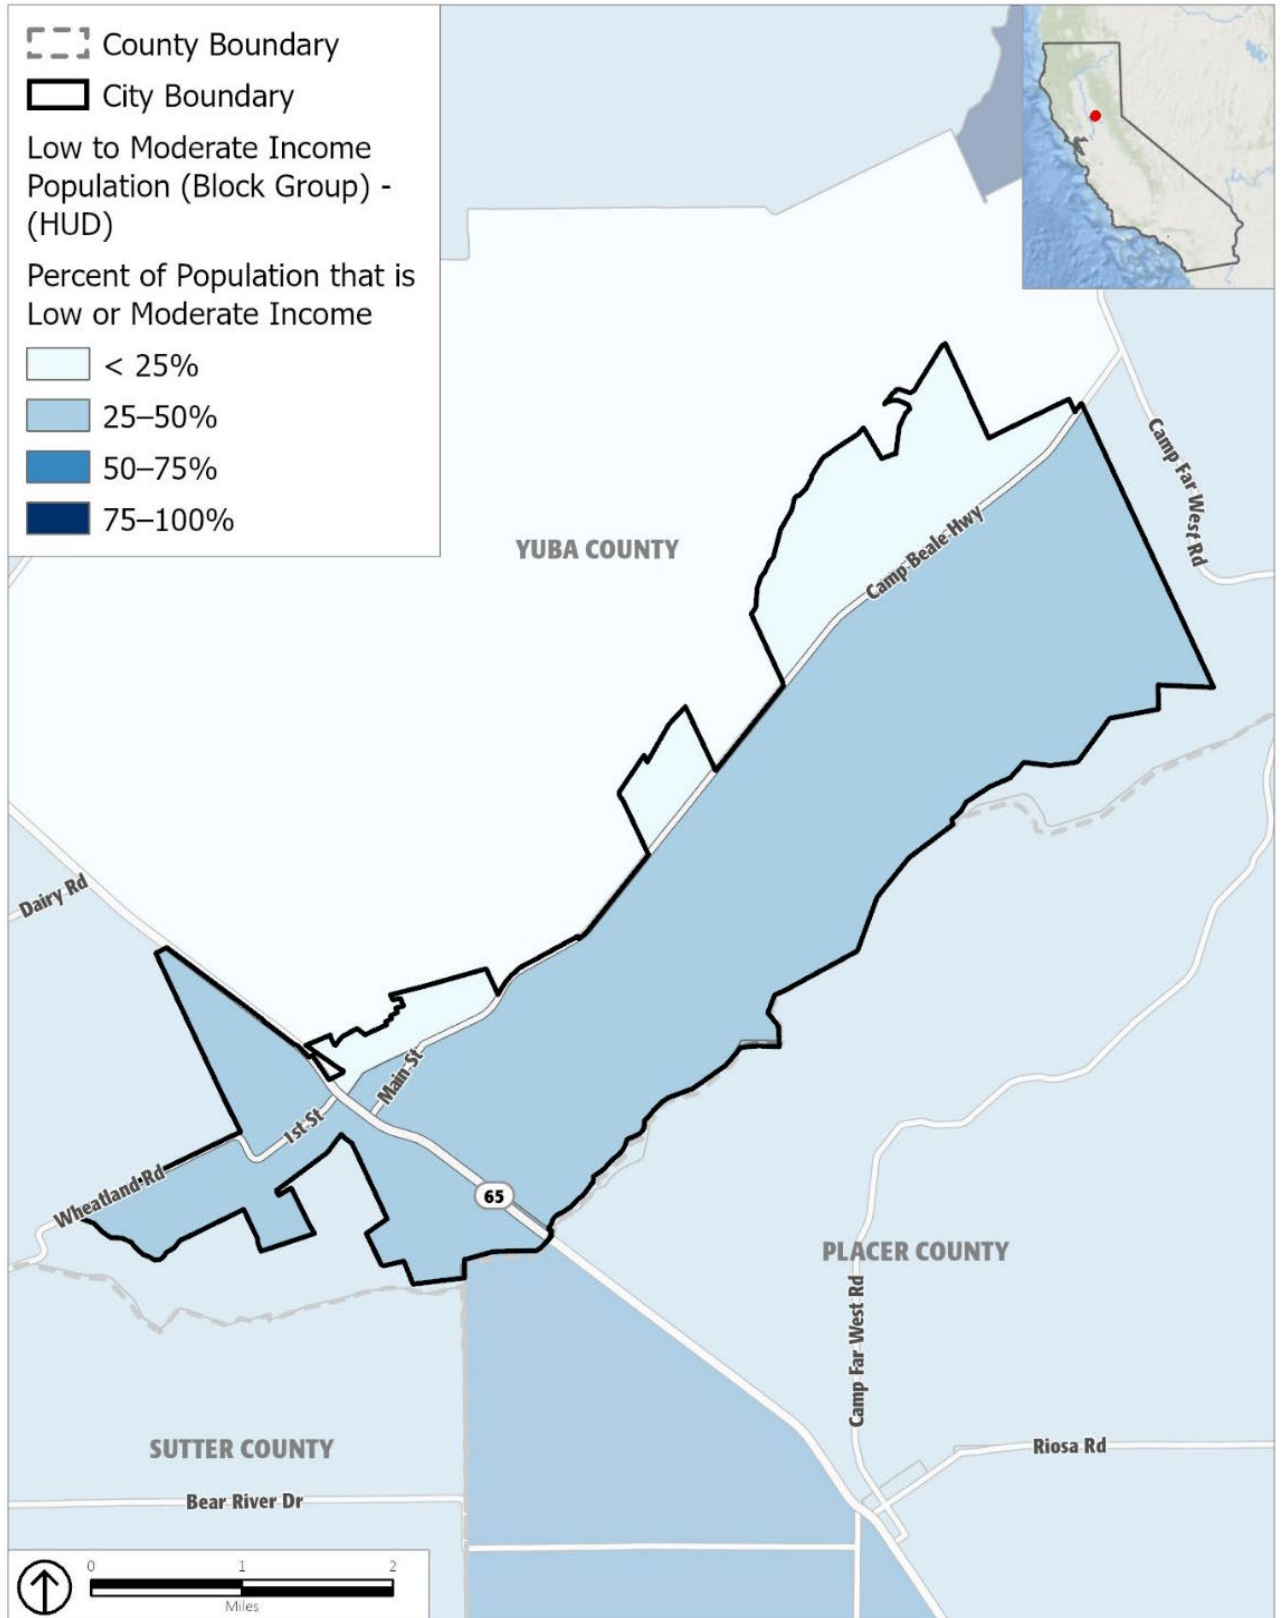 County Boundary
City Boundary
Low to Moderate Income
Population (Block Group) -
(HUD)
Percent of Population that is
Low or Moderate Income
< 25%
25–50%
50–75%
75–100%
YUBA COUNTY
Camp Beale Hwy
Camp Far West Rd
Dairy Rd
Main St
1st St
Wheatland Rd
65
PLACER COUNTY
Camp Far West Rd
SUTTER COUNTY
Riosa Rd
Bear River Dr
0 1 2
Miles